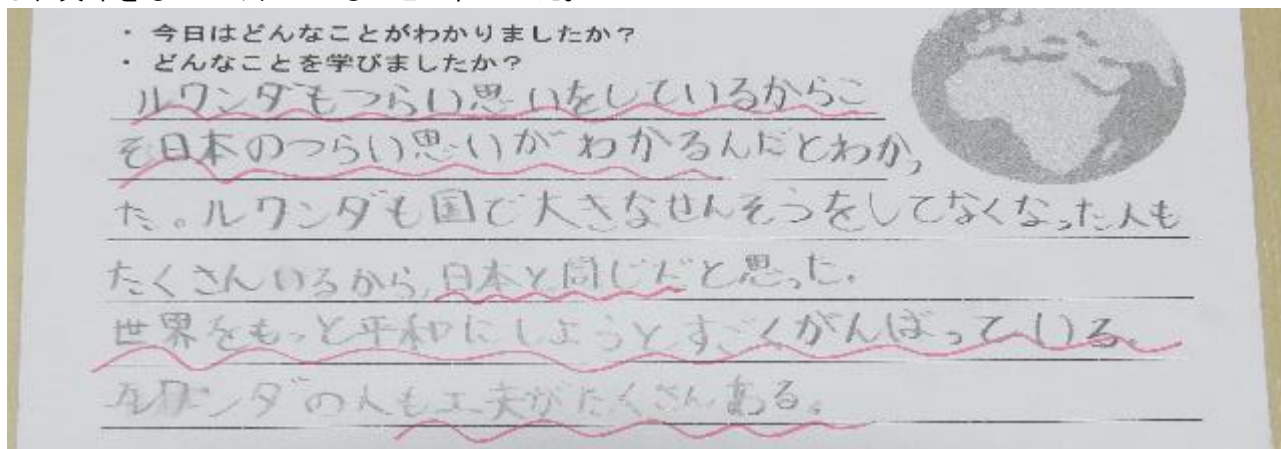 ・ 今日はどんなことがわかりましたか？
・ どんなことを学びましたか？
ルワンダもつらい思いをしているからこ
そ日本のつらい思いがわかるんだとわかっ
た。ルワンダも国で大きなせんそうをしてなくなった人も
たくさんいるから、日本と同じだと思った。
世界をもっと平和にしようとすごくがんばっている。
ルワンダの人も工夫がたくさんある。